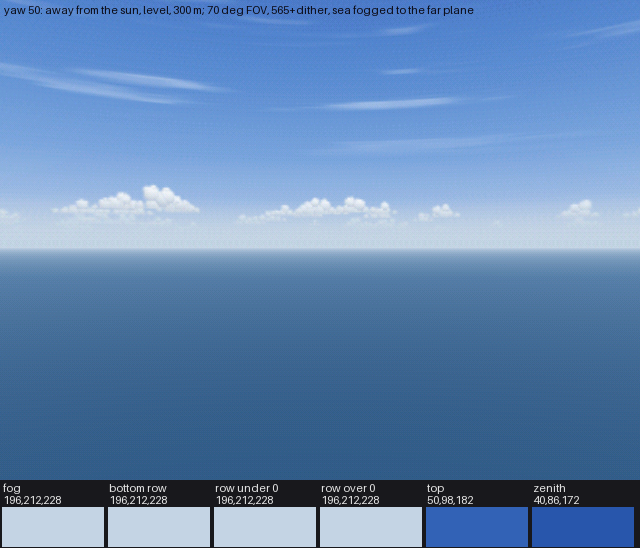 yaw 50: away from the sun, level, 300 m; 70 deg FOV, 565+dither, sea fogged to the far plane
fog bottom row row under 0 row over 0 top zenith
196,212,228 196,212,228 196,212,228 196,212,228 50,98,182 40,86,172